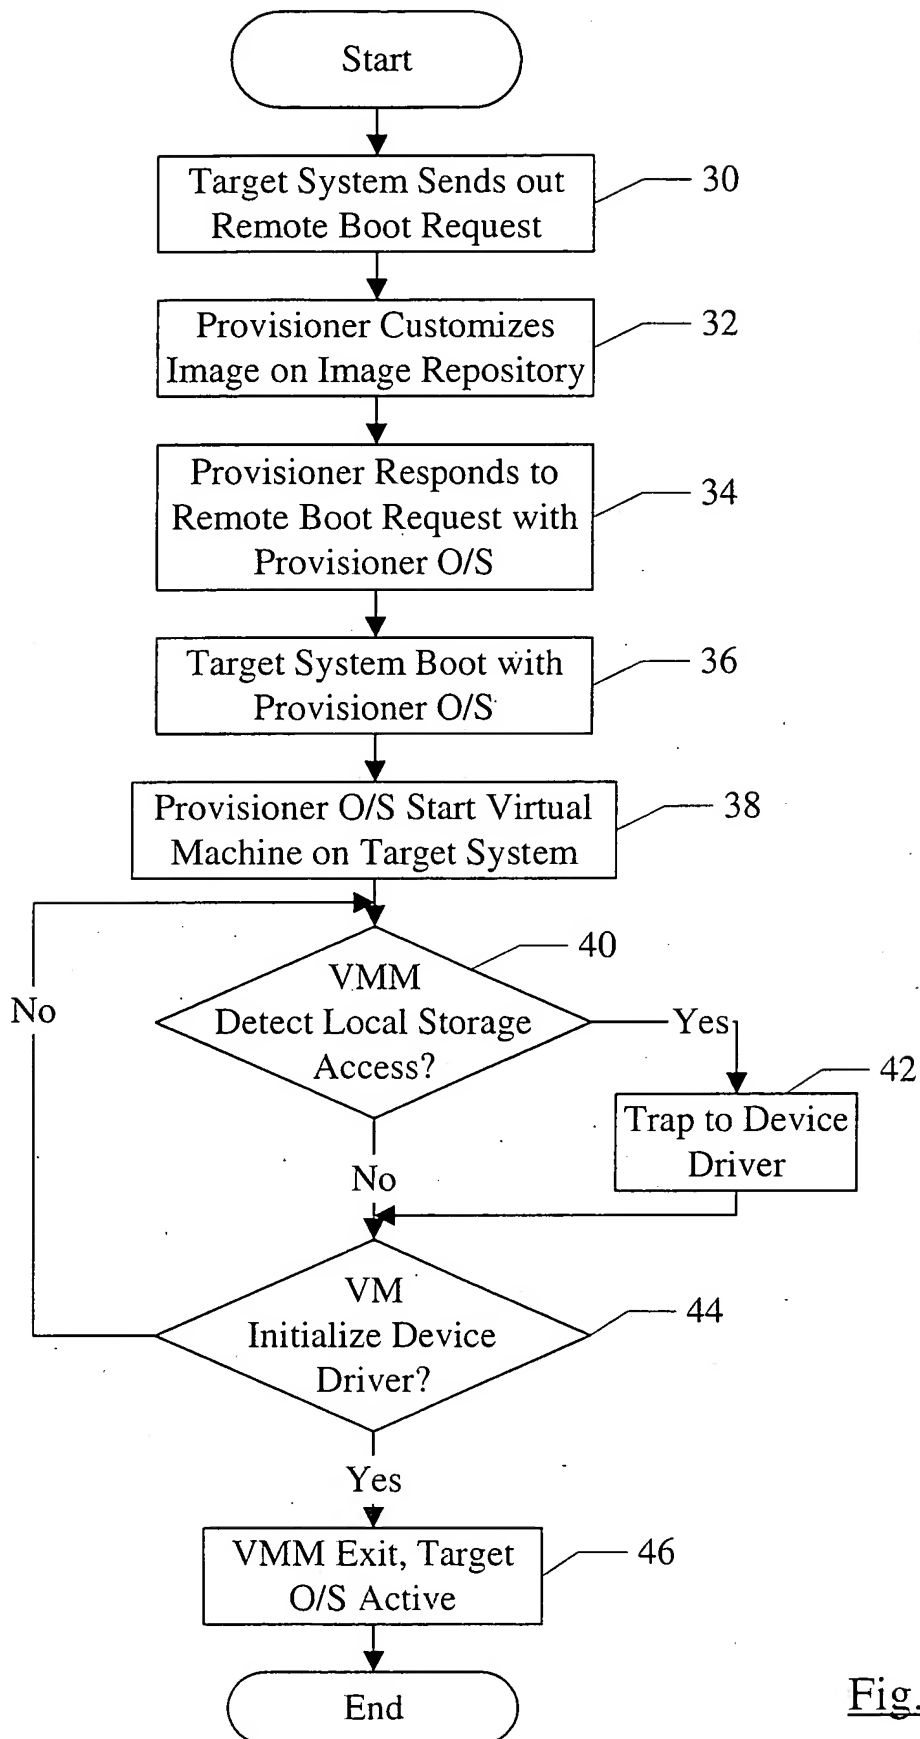 Start
Target System Sends out
Remote Boot Request
30
Provisioner Customizes
Image on Image Repository
32
Provisioner Responds to
Remote Boot Request with
Provisioner O/S
34
Target System Boot with
Provisioner O/S
36
Provisioner O/S Start Virtual
Machine on Target System
38
VMM
Detect Local Storage
Access?
40
No
Yes
42
Trap to Device
Driver
No
VM
Initialize Device
Driver?
44
Yes
VMM Exit, Target
O/S Active
46
End
Fig.